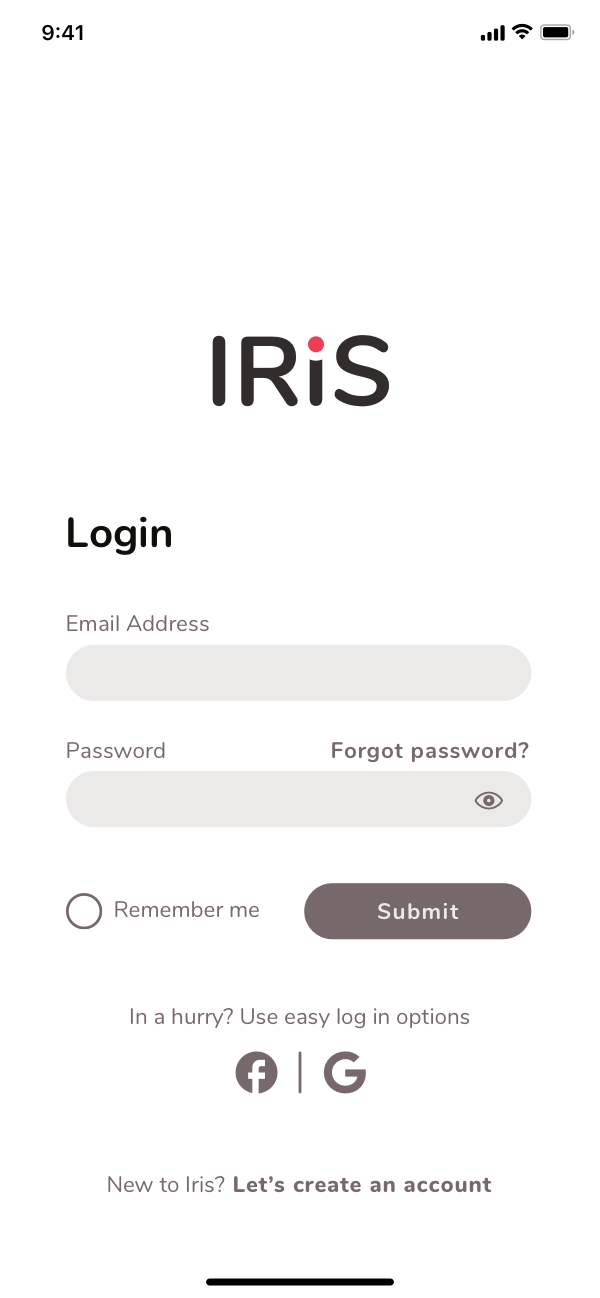 9:41
IRiS
Login
Email Address
Password Forgot password?
Remember me Submit
In a hurry? Use easy log in options
New to Iris? Let’s create an account